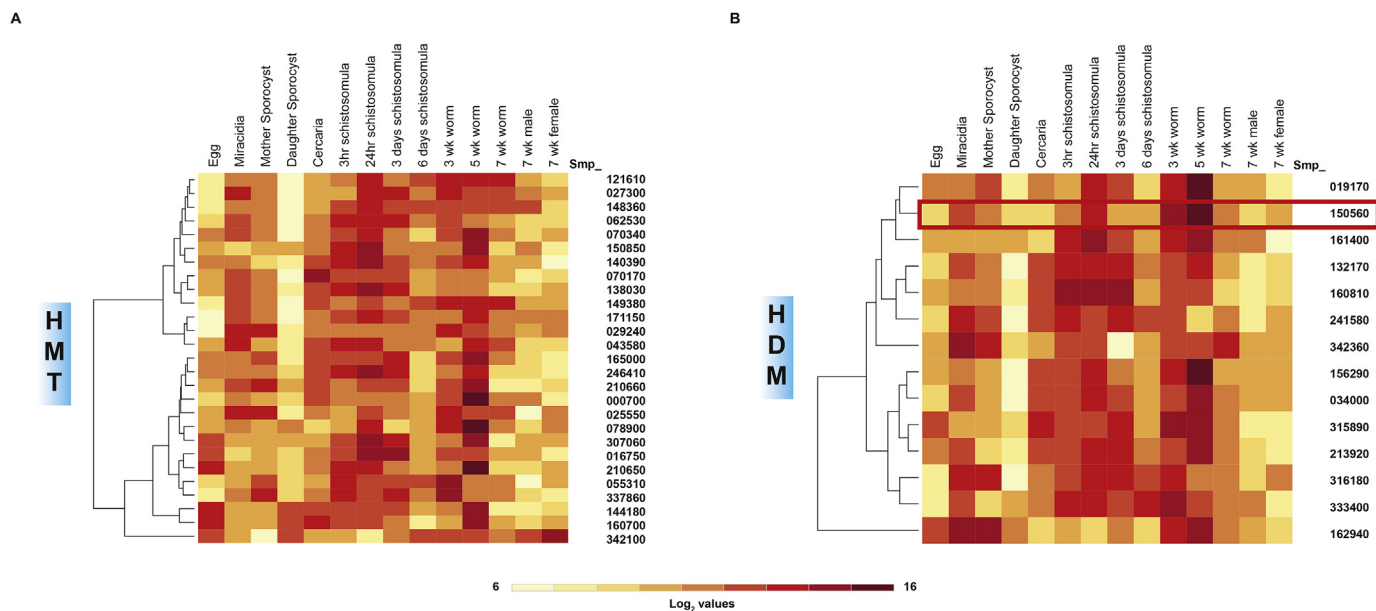 A
B
Egg
Miracidia
Mother Sporocyst
Daughter Sporocyst
Cercaria
3hr schistosomula
24hr schistosomula
3 days schistosomula
6 days schistosomula
3 wk worm
5 wk worm
7 wk worm
7 wk male
7 wk female
Smp_
121610
027300
148360
062530
070340
150850
140390
070170
138030
149380
171150
029240
043580
165000
246410
210660
000700
025550
078900
307060
016750
210650
055310
337860
144180
160700
342100
H
M
T
Egg
Miracidia
Mother Sporocyst
Daughter Sporocyst
Cercaria
3hr schistosomula
24hr schistosomula
3 days schistosomula
6 days schistosomula
3 wk worm
5 wk worm
7 wk worm
7 wk male
7 wk female
Smp_
019170
150560
161400
132170
160810
241580
342360
156290
034000
315890
213920
316180
333400
162940
H
D
M
6
16
Log₂ values